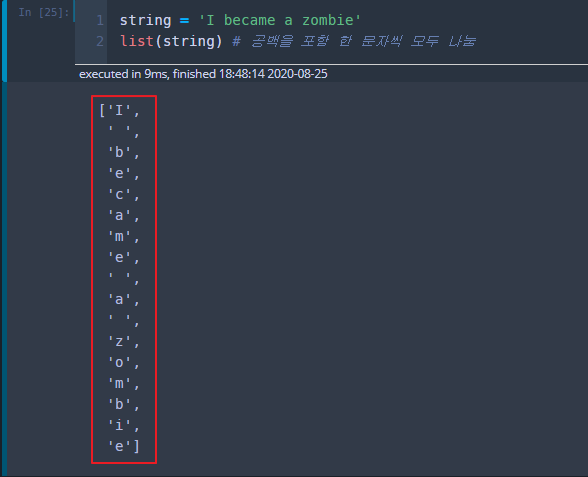 In [25]:
1 string = 'I became a zombie'
2 list(string) # 공백을 포함 한 문자씩 모두 나눔
executed in 9ms, finished 18:48:14 2020-08-25
['I',
' ',
'b',
'e',
'c',
'a',
'm',
'e',
' ',
'a',
' ',
'z',
'o',
'm',
'b',
'i',
'e']